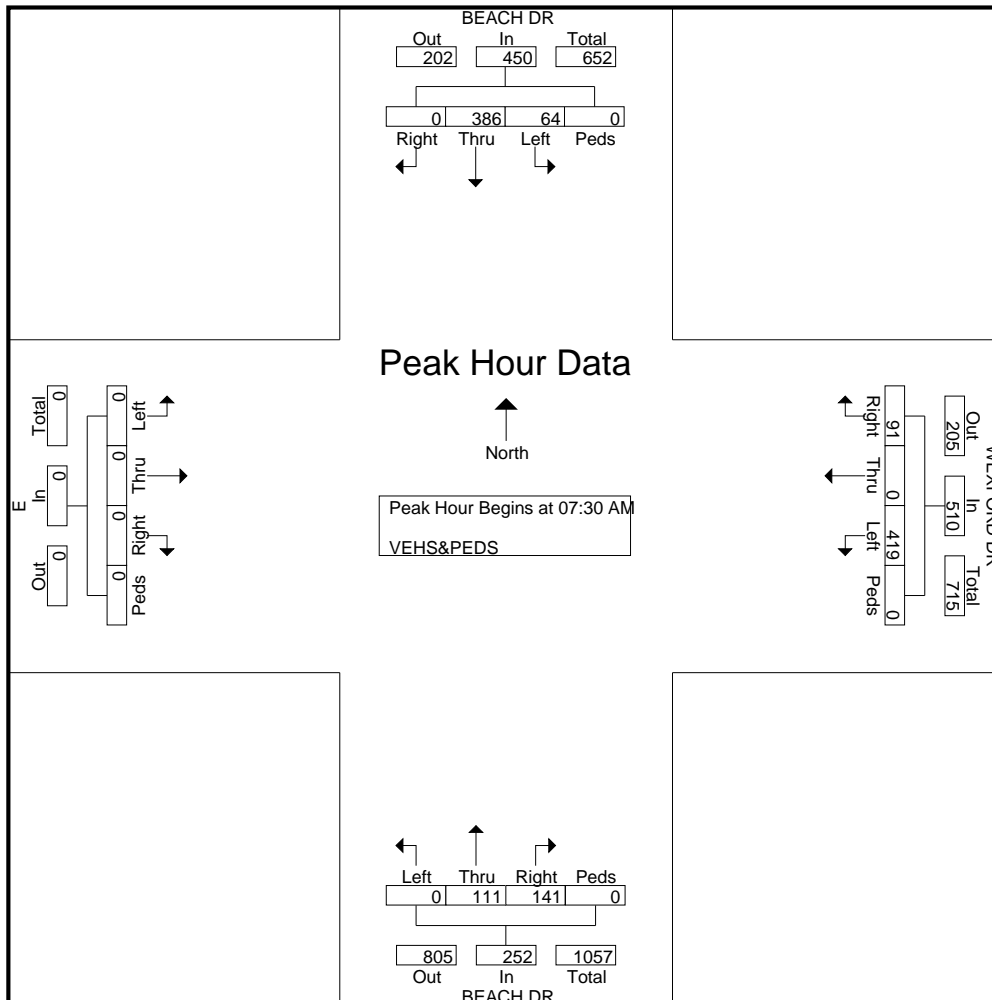 BEACH DR
Out In Total
202 450 652
0 386 64 0
Right Thru Left Peds
Peak Hour Data
North
Peak Hour Begins at 07:30 AM
VEHS&PEDS
Left Thru Right Peds
0 0 0 0
Total In Out
0 0 0
E
Right Thru Left Peds
91 0 419 0
Out In Total
205 510 715
Left Thru Right Peds
0 111 141 0
805 252 1057
Out In Total
BEACH DR